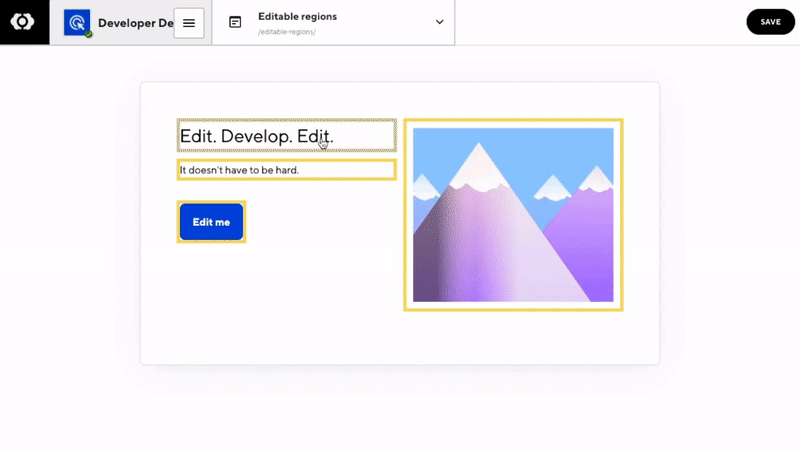 Developer De
Editable regions
/editable-regions/
SAVE
Edit. Develop. Edit.
It doesn't have to be hard.
Edit me